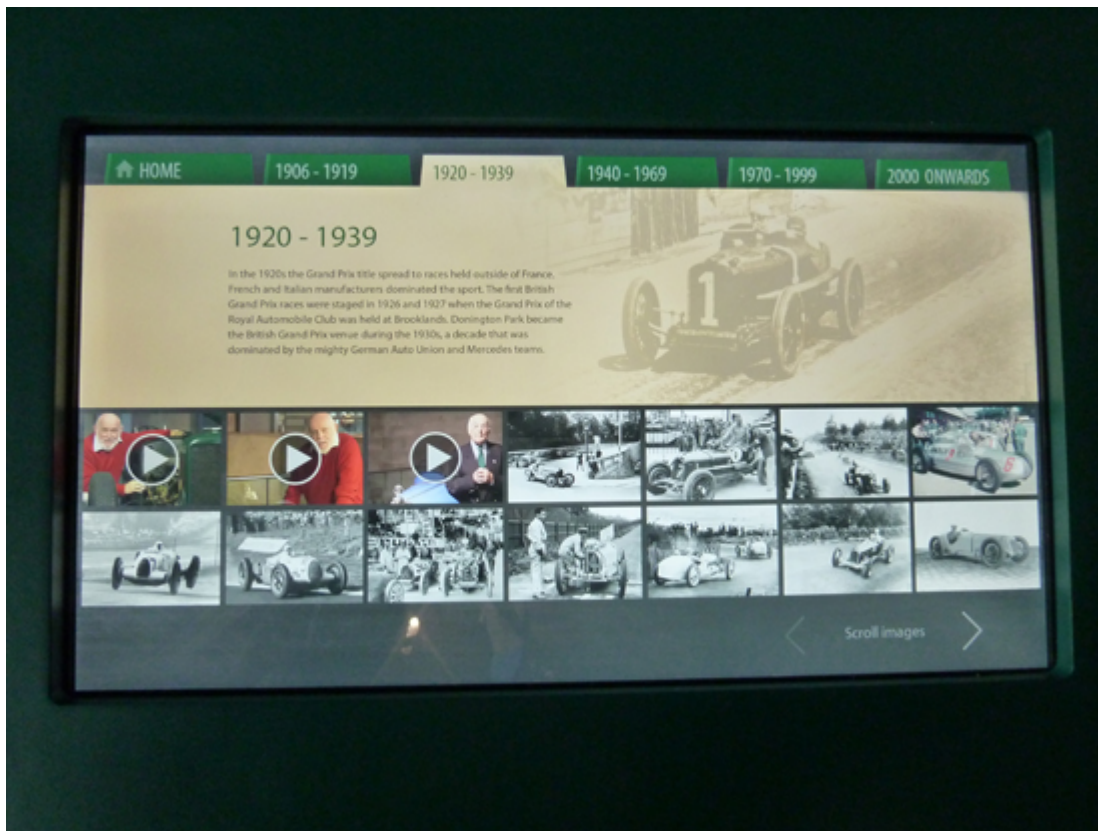 HOME
1906 - 1919
1920 - 1939
1940 - 1969
1970 - 1999
2000 ONWARDS
1920 - 1939
In the 1920s the Grand Prix title spread to races held outside of France.
French and Italian manufacturers dominated the sport. The first British
Grand Prix races were staged in 1926 and 1927 when the Grand Prix of the
Royal Automobile Club was held at Brooklands. Donington Park became
the British Grand Prix venue during the 1930s, a decade that was
dominated by the mighty German Auto Union and Mercedes teams.
1
6
Scroll images